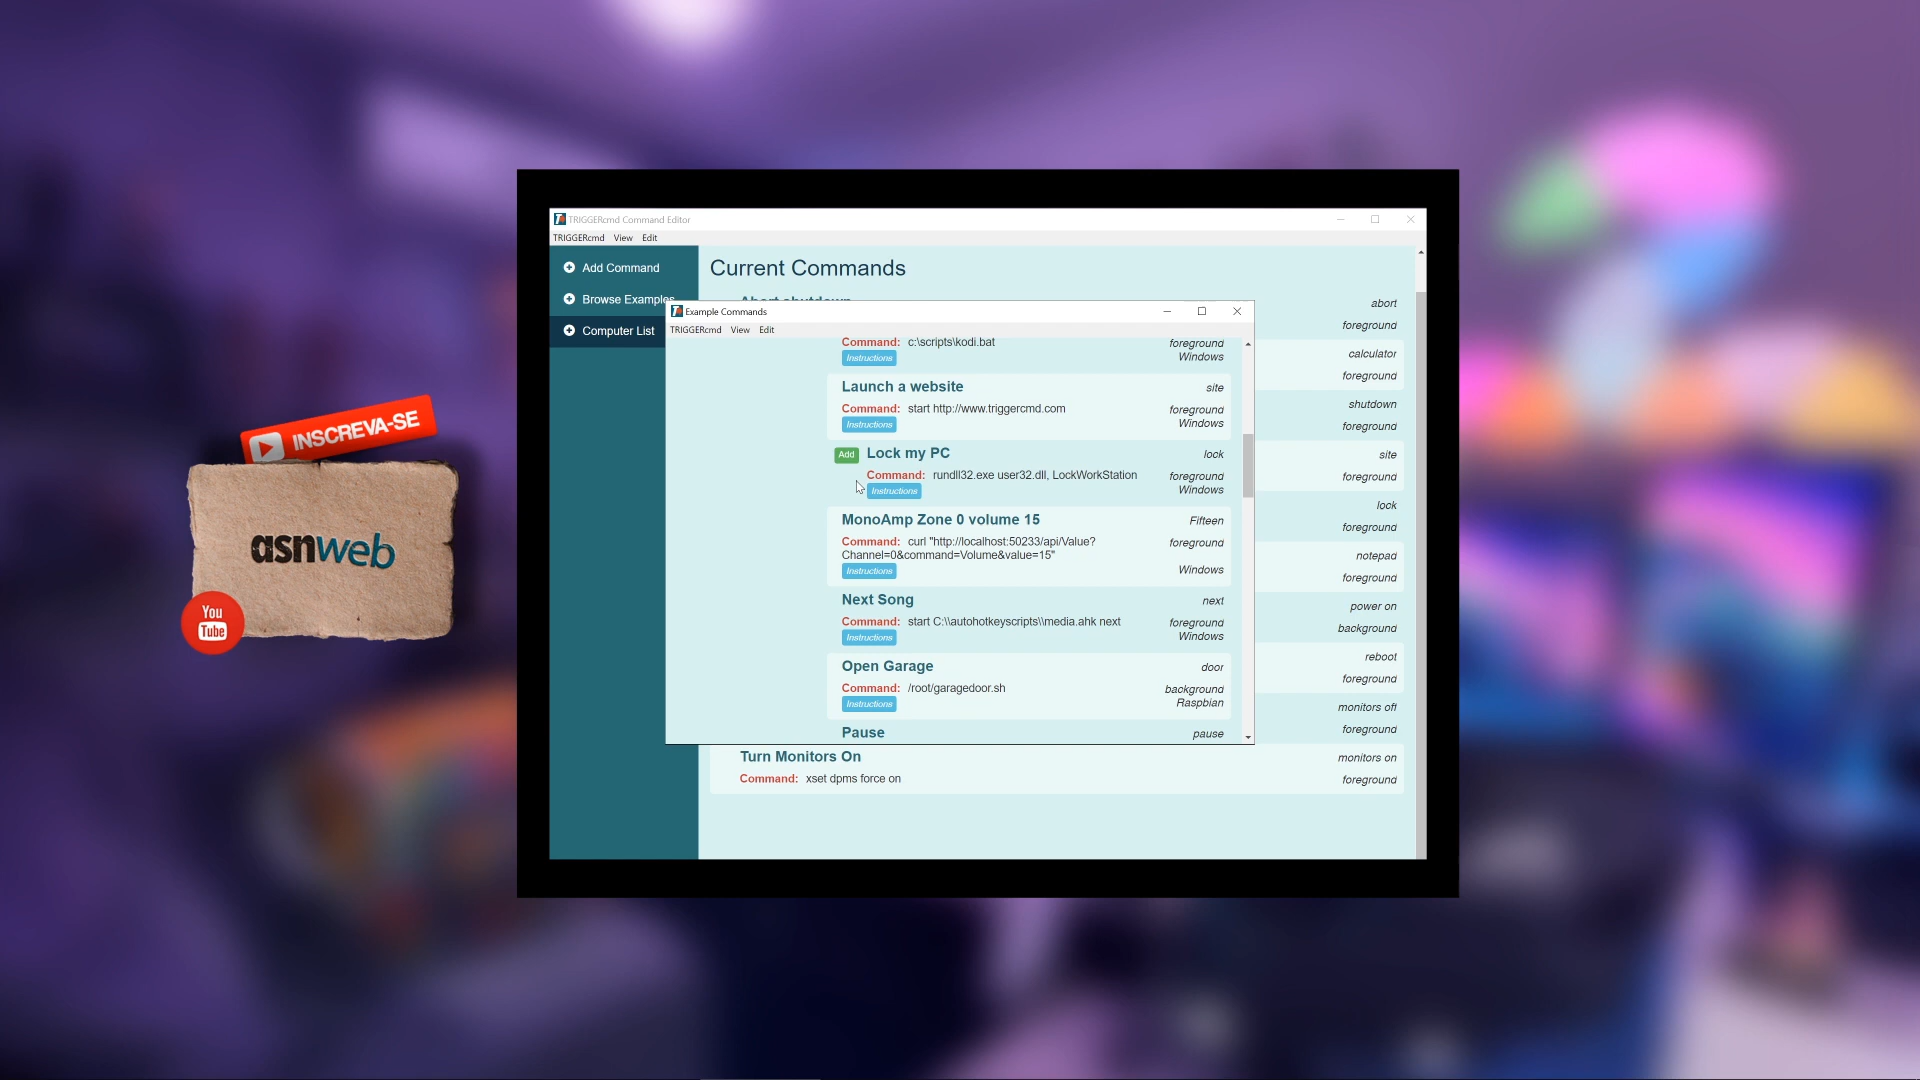 INSCREVA-SE
asnweb
You
Tube
TRIGGERcmd Command Editor
TRIGGERcmd View Edit
Add Command
Browse Examples
Computer List
Current Commands
Abort shutdown
abort
foreground
calculator
foreground
shutdown
foreground
site
foreground
lock
foreground
notepad
foreground
power on
background
reboot
foreground
monitors off
foreground
Turn Monitors On
monitors on
Command: xset dpms force on
foreground
Example Commands
TRIGGERcmd View Edit
Command: c:\scripts\kodi.bat
foreground
Instructions
Windows
Launch a website
site
Command: start http://www.triggercmd.com
foreground
Instructions
Windows
Add Lock my PC
lock
Command: rundll32.exe user32.dll, LockWorkStation
foreground
Instructions
Windows
MonoAmp Zone 0 volume 15
Fifteen
Command: curl "http://localhost:50233/api/Value?
foreground
Channel=0&command=Volume&value=15"
Instructions
Windows
Next Song
next
Command: start C:\\autohotkeyscripts\\media.ahk next
foreground
Instructions
Windows
Open Garage
door
Command: /root/garagedoor.sh
background
Instructions
Raspbian
Pause
pause